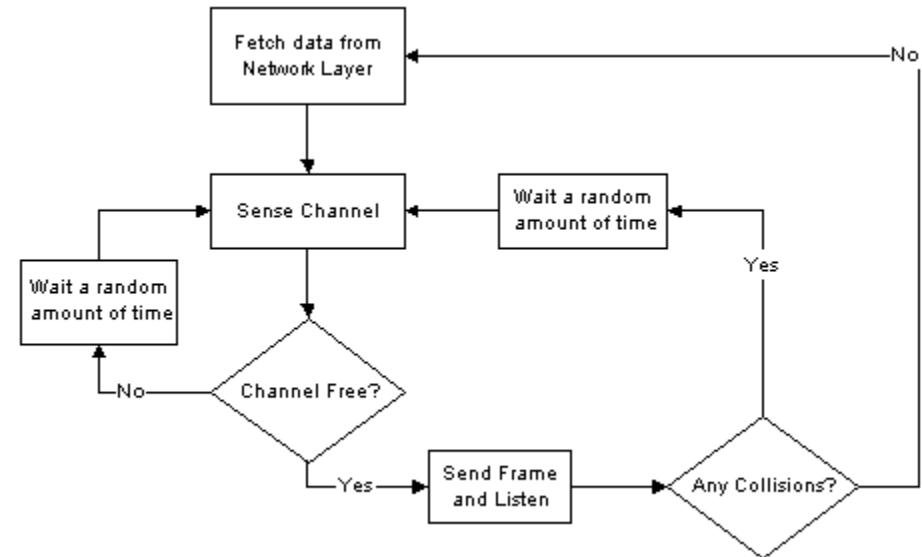 Fetch data from
Network Layer
No
Sense Channel
Wait a random
amount of time
Yes
Wait a random
amount of time
No
Channel Free?
Yes
Send Frame
and Listen
Any Collisions?